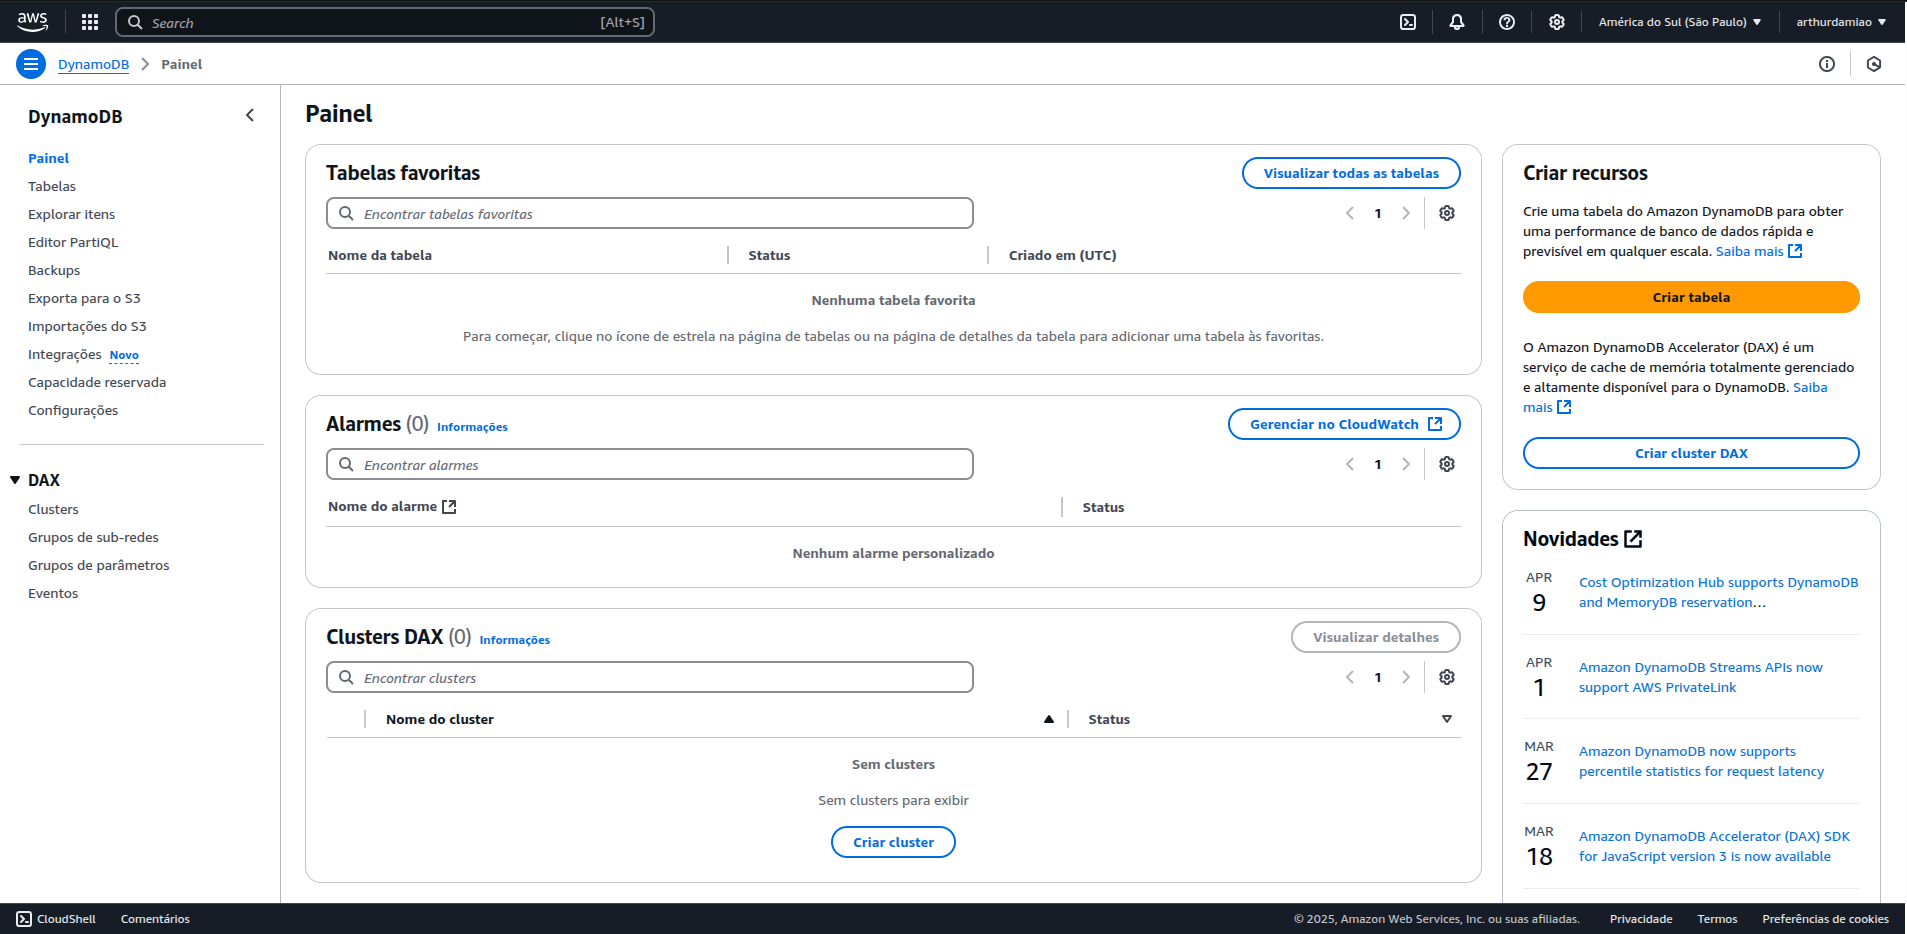 aws
Search [Alt+S]
América do Sul (São Paulo)
arthurdamiao
DynamoDB
Painel
DynamoDB
Painel
Tabelas
Explorar itens
Editor PartiQL
Backups
Exporta para o S3
Importações do S3
Integrações Novo
Capacidade reservada
Configurações
DAX
Clusters
Grupos de sub-redes
Grupos de parâmetros
Eventos
Painel
Tabelas favoritas
Visualizar todas as tabelas
Encontrar tabelas favoritas
1
Nome da tabela
Status
Criado em (UTC)
Nenhuma tabela favorita
Para começar, clique no ícone de estrela na página de tabelas ou na página de detalhes da tabela para adicionar uma tabela às favoritas.
Alarmes (0) Informações
Gerenciar no CloudWatch
Encontrar alarmes
1
Nome do alarme
Status
Nenhum alarme personalizado
Clusters DAX (0) Informações
Visualizar detalhes
Encontrar clusters
1
Nome do cluster
Status
Sem clusters
Sem clusters para exibir
Criar cluster
Criar recursos
Crie uma tabela do Amazon DynamoDB para obter
uma performance de banco de dados rápida e
previsível em qualquer escala. Saiba mais
Criar tabela
O Amazon DynamoDB Accelerator (DAX) é um
serviço de cache de memória totalmente gerenciado
e altamente disponível para o DynamoDB. Saiba
mais
Criar cluster DAX
Novidades
APR
9
Cost Optimization Hub supports DynamoDB
and MemoryDB reservation…
APR
1
Amazon DynamoDB Streams APIs now
support AWS PrivateLink
MAR
27
Amazon DynamoDB now supports
percentile statistics for request latency
MAR
18
Amazon DynamoDB Accelerator (DAX) SDK
for JavaScript version 3 is now available
CloudShell
Comentários
© 2025, Amazon Web Services, Inc. ou suas afiliadas.
Privacidade
Termos
Preferências de cookies